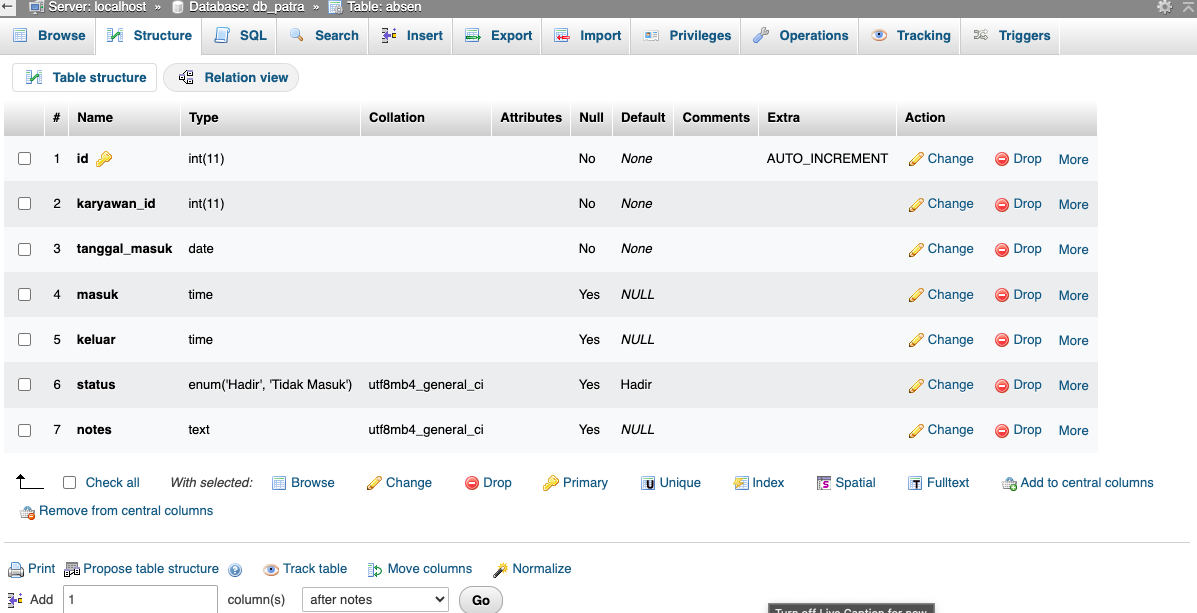 Server: localhost » Database: db_patra » Table: absen
Browse Structure SQL Search Insert Export Import Privileges Operations Tracking Triggers
Table structure Relation view
# Name Type Collation Attributes Null Default Comments Extra Action
1 id int(11) No None AUTO_INCREMENT Change Drop More
2 karyawan_id int(11) No None Change Drop More
3 tanggal_masuk date No None Change Drop More
4 masuk time Yes NULL Change Drop More
5 keluar time Yes NULL Change Drop More
6 status enum('Hadir', 'Tidak Masuk') utf8mb4_general_ci Yes Hadir Change Drop More
7 notes text utf8mb4_general_ci Yes NULL Change Drop More
Check all With selected: Browse Change Drop Primary Unique Index Spatial Fulltext Add to central columns
Remove from central columns
Print Propose table structure Track table Move columns Normalize
Add 1 column(s) after notes Go
Turn off Live Caption for now